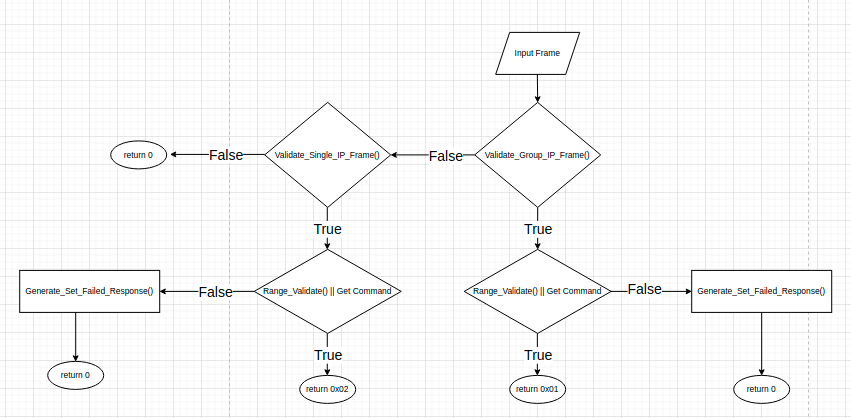 Input Frame
return 0
False
Validate_Single_IP_Frame()
False
Validate_Group_IP_Frame()
True
True
Generate_Set_Failed_Response()
False
Range_Validate() || Get Command
Range_Validate() || Get Command
False
Generate_Set_Failed_Response()
True
True
return 0
return 0x02
return 0x01
return 0